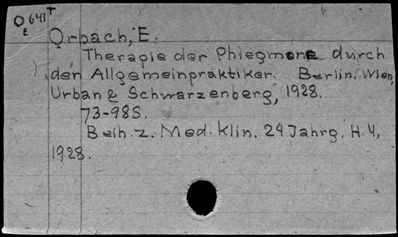 O 641 T
E
Orbach, E.
Therapie der Phlegmone durch
den Allgemeinpraktiker. Berlin. Wien,
Urban & Schwarzenberg, 1928.
73-98S.
Beih. z. Med. klin. 24 Jahrg. H. 4,
1928.